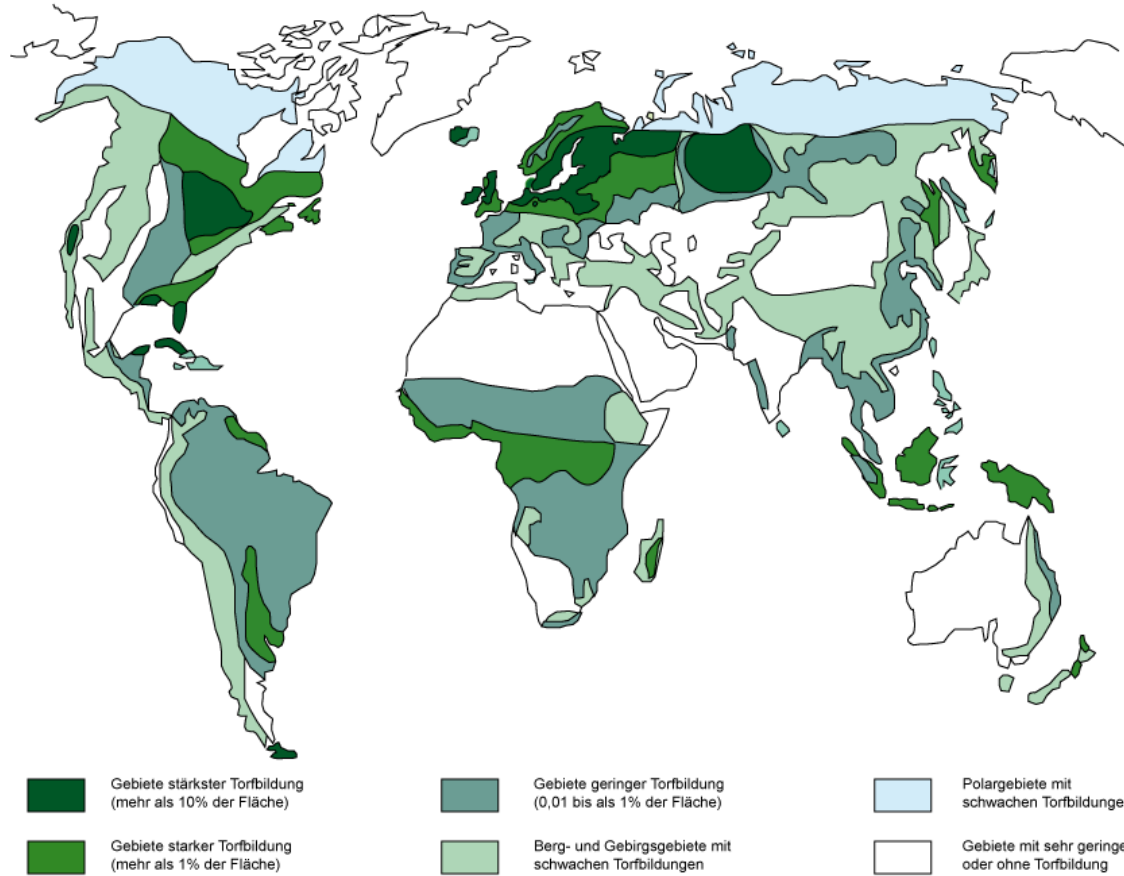 Gebiete stärkster Torfbildung
(mehr als 10% der Fläche)
Gebiete starker Torfbildung
(mehr als 1% der Fläche)
Gebiete geringer Torfbildung
(0,01 bis als 1% der Fläche)
Berg- und Gebirgsgebiete mit
schwachen Torfbildungen
Polargebiete mit
schwachen Torfbildunge
Gebiete mit sehr geringe
oder ohne Torfbildung